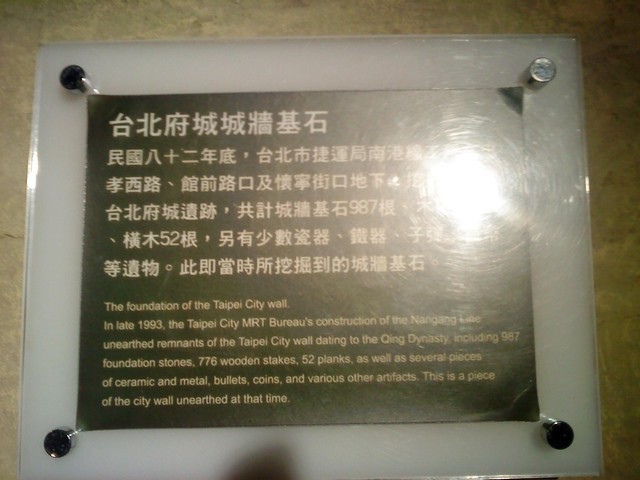 台北府城城牆基石
民國八十二年底，台北市捷運局南港線
孝西路、館前路口及懷寧街口地下
台北府城遺跡，共計城牆基石987根、
、橫木52根，另有少數瓷器、鐵器、子
等遺物。此即當時所挖掘到的城牆基石。
The foundation of the Taipei City wall.
In late 1993, the Taipei City MRT Bureau's construction of the Nangang Line
unearthed remnants of the Taipei City wall dating to the Qing Dynasty, including 987
foundation stones, 776 wooden stakes, 52 planks, as well as several pieces
of ceramic and metal, bullets, coins, and various other artifacts. This is a piece
of the city wall unearthed at that time.